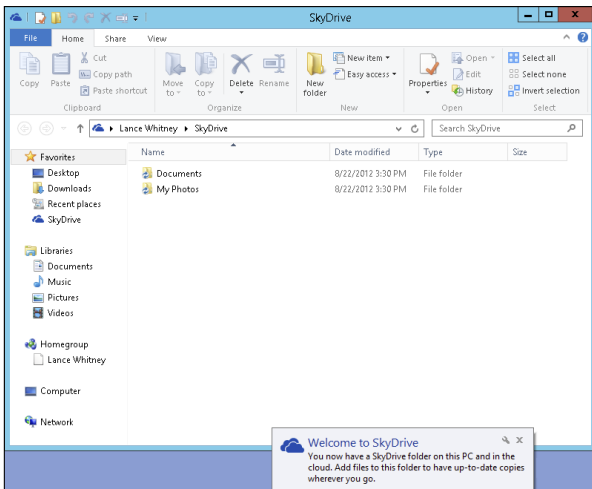 SkyDrive
File Home Share View
Copy
Paste
Cut
Copy path
Paste shortcut
Clipboard
Move to
Copy to
Delete
Rename
Organize
New folder
New item
Easy access
New
Properties
Open
Edit
History
Open
Select all
Select none
Invert selection
Select
Lance Whitney SkyDrive
Search SkyDrive
Name Date modified Type Size
Documents 8/22/2012 3:30 PM File folder
My Photos 8/22/2012 3:30 PM File folder
Favorites
Desktop
Downloads
Recent places
SkyDrive
Libraries
Documents
Music
Pictures
Videos
Homegroup
Lance Whitney
Computer
Network
Welcome to SkyDrive
You now have a SkyDrive folder on this PC and in the
cloud. Add files to this folder to have up-to-date copies
wherever you go.